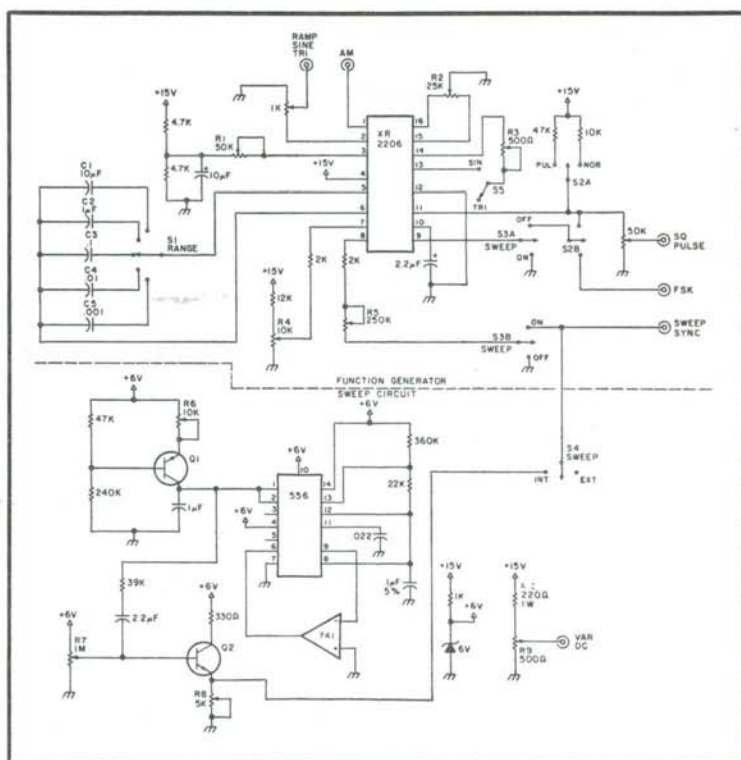 RAMP
SINE
TRI
AM
+15V
4.7K
4.7K
10µF
1K
R1
50K
+15V
XR
2206
1
2
3
4
5
6
7
8
16
15
14
13
12
11
10
9
R2
25K
R3
500Ω
SIN
S5
TRI
+15V
47K
10K
PUL
NOR
S2A
OFF
S3A
SWEEP
ON
S2B
50K
SQ
PULSE
FSK
2.2µF
C1
10µF
C2
1µF
C3
.1
C4
.01
C5
.001
S1
RANGE
2K
2K
+15V
12K
R4
10K
R5
250K
S3B
SWEEP
ON
OFF
SWEEP
SYNC
FUNCTION GENERATOR
SWEEP CIRCUIT
+6V
47K
R6
10K
Q1
240K
1µF
+6V
10
556
1
2
3
4
5
6
7
14
13
12
11
9
8
+6V
+6V
360K
22K
.022
1µF
5%
741
-
+
S4
SWEEP
INT
EXT
39K
2.2µF
+6V
R7
1M
+6V
330Ω
Q2
R8
5K
+15V
1K
+6V
6V
+15V
220Ω
1W
R9
500Ω
VAR
DC